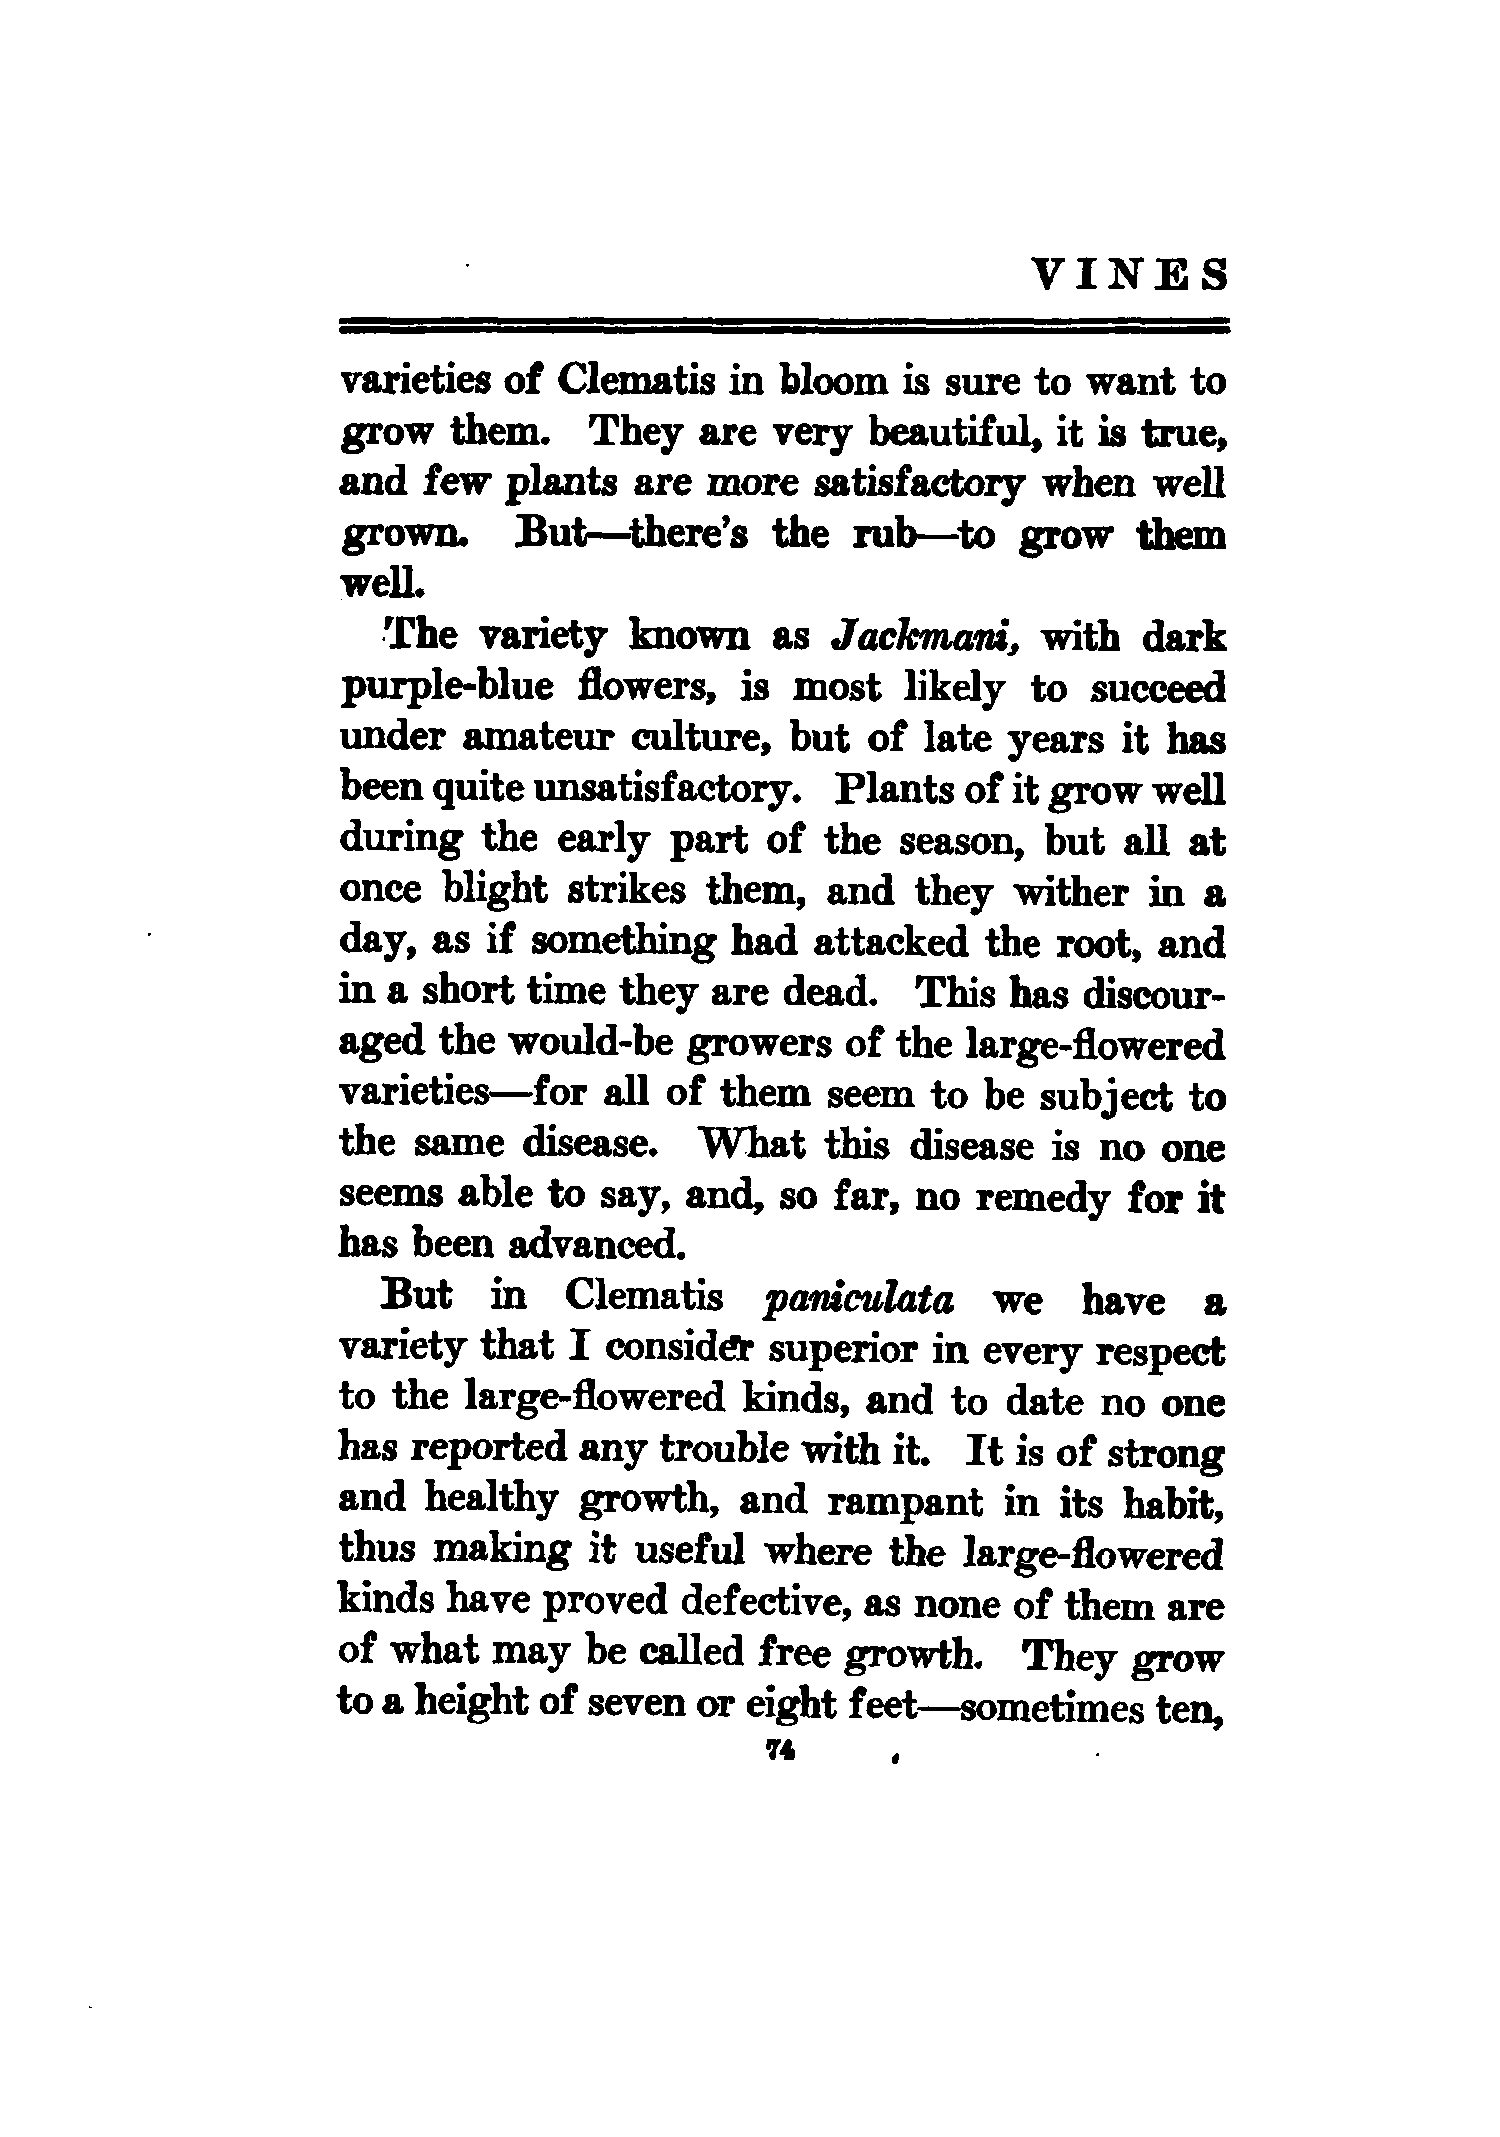 VINES
varieties of Clematis in bloom is sure to want to
grow them. They are very beautiful, it is true,
and few plants are more satisfactory when well
grown. But—there's the rub—to grow them
well.
The variety known as Jackmani, with dark
purple-blue flowers, is most likely to succeed
under amateur culture, but of late years it has
been quite unsatisfactory. Plants of it grow well
during the early part of the season, but all at
once blight strikes them, and they wither in a
day, as if something had attacked the root, and
in a short time they are dead. This has discour-
aged the would-be growers of the large-flowered
varieties—for all of them seem to be subject to
the same disease. What this disease is no one
seems able to say, and, so far, no remedy for it
has been advanced.
But in Clematis paniculata we have a
variety that I consider superior in every respect
to the large-flowered kinds, and to date no one
has reported any trouble with it. It is of strong
and healthy growth, and rampant in its habit,
thus making it useful where the large-flowered
kinds have proved defective, as none of them are
of what may be called free growth. They grow
to a height of seven or eight feet—sometimes ten,
74